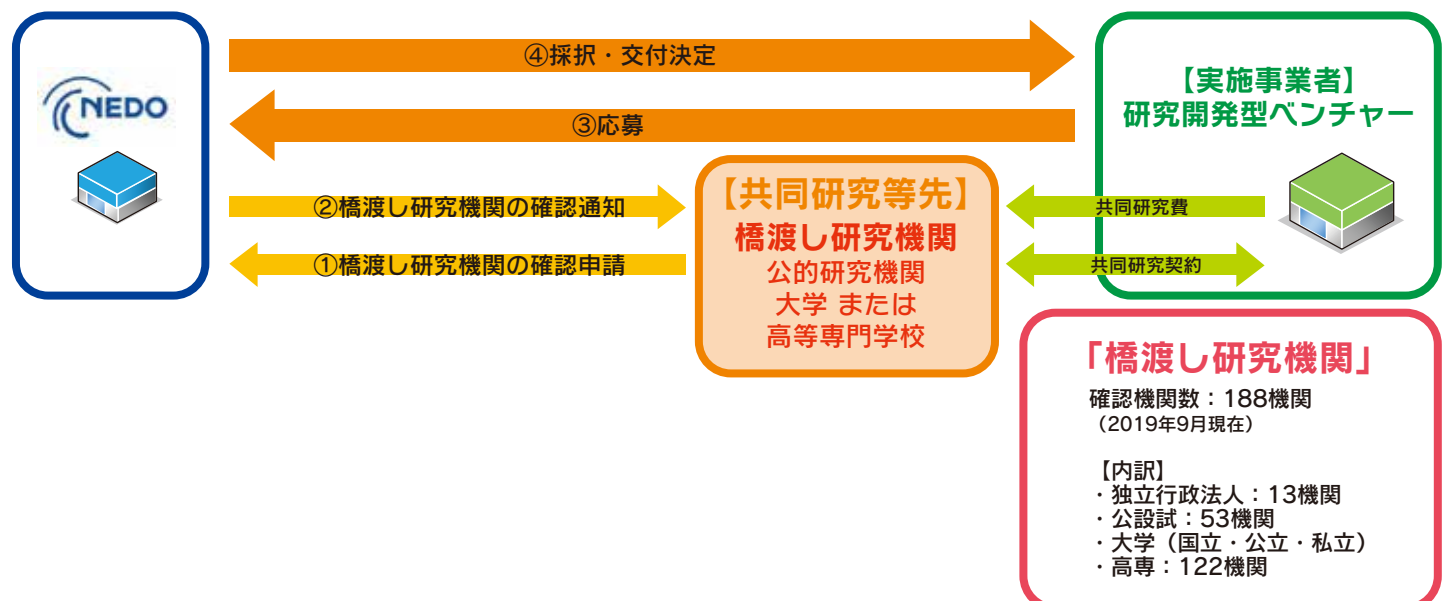 NEDO
④採択・交付決定
③応募
②橋渡し研究機関の確認通知
①橋渡し研究機関の確認申請
【共同研究等先】
橋渡し研究機関
公的研究機関
大学 または
高等専門学校
【実施事業者】
研究開発型ベンチャー
共同研究費
共同研究契約
「橋渡し研究機関」
確認機関数：188機関
（2019年9月現在）
【内訳】
・独立行政法人：13機関
・公設試：53機関
・大学（国立・公立・私立）
・高専：122機関